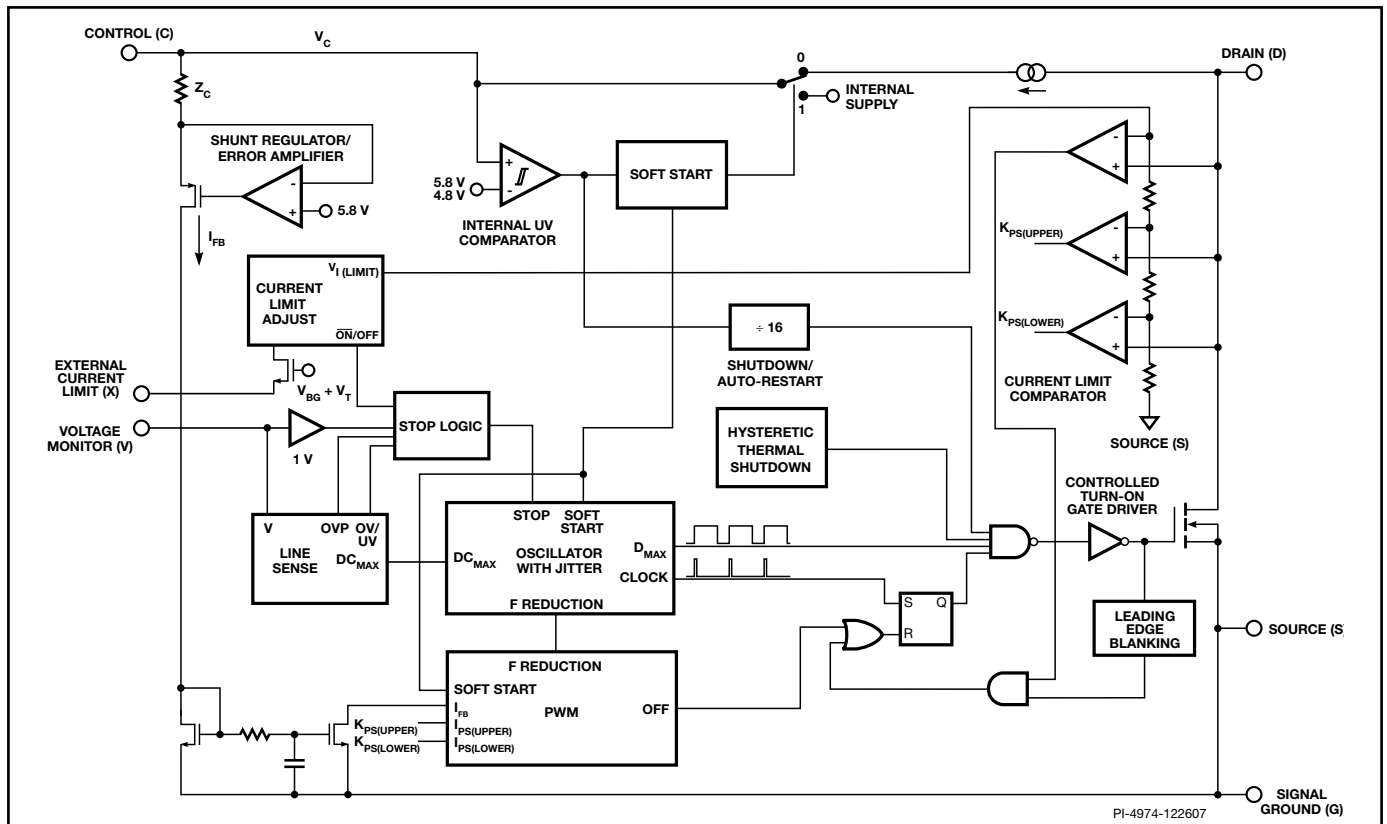 CONTROL (C)
V_C
0
DRAIN (D)
Z_C
INTERNAL
SUPPLY
1
SHUNT REGULATOR/
ERROR AMPLIFIER
-
+
5.8 V
I_FB
+
-
5.8 V
4.8 V
INTERNAL UV
COMPARATOR
SOFT START
-
+
K_PS(UPPER)
-
+
K_PS(LOWER)
-
+
V_I (LIMIT)
CURRENT
LIMIT
ADJUST
O̅N̅/OFF
÷ 16
SHUTDOWN/
AUTO-RESTART
CURRENT LIMIT
COMPARATOR
SOURCE (S)
EXTERNAL
CURRENT
LIMIT (X)
V_BG + V_T
VOLTAGE
MONITOR (V)
1 V
STOP LOGIC
HYSTERETIC
THERMAL
SHUTDOWN
CONTROLLED
TURN-ON
GATE DRIVER
V OVP OV/
UV
LINE
SENSE
DC_MAX
STOP SOFT
START
DC_MAX
OSCILLATOR
WITH JITTER
D_MAX
CLOCK
F REDUCTION
S Q
R
LEADING
EDGE
BLANKING
SOURCE (S
F REDUCTION
SOFT START
PWM
OFF
I_FB
K_PS(UPPER)
I_PS(UPPER)
K_PS(LOWER)
I_PS(LOWER)
SIGNAL
GROUND (G)
PI-4974-122607